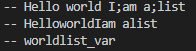 -- Hello world I;am a;list
-- HelloworldIam alist
-- worldlist_var